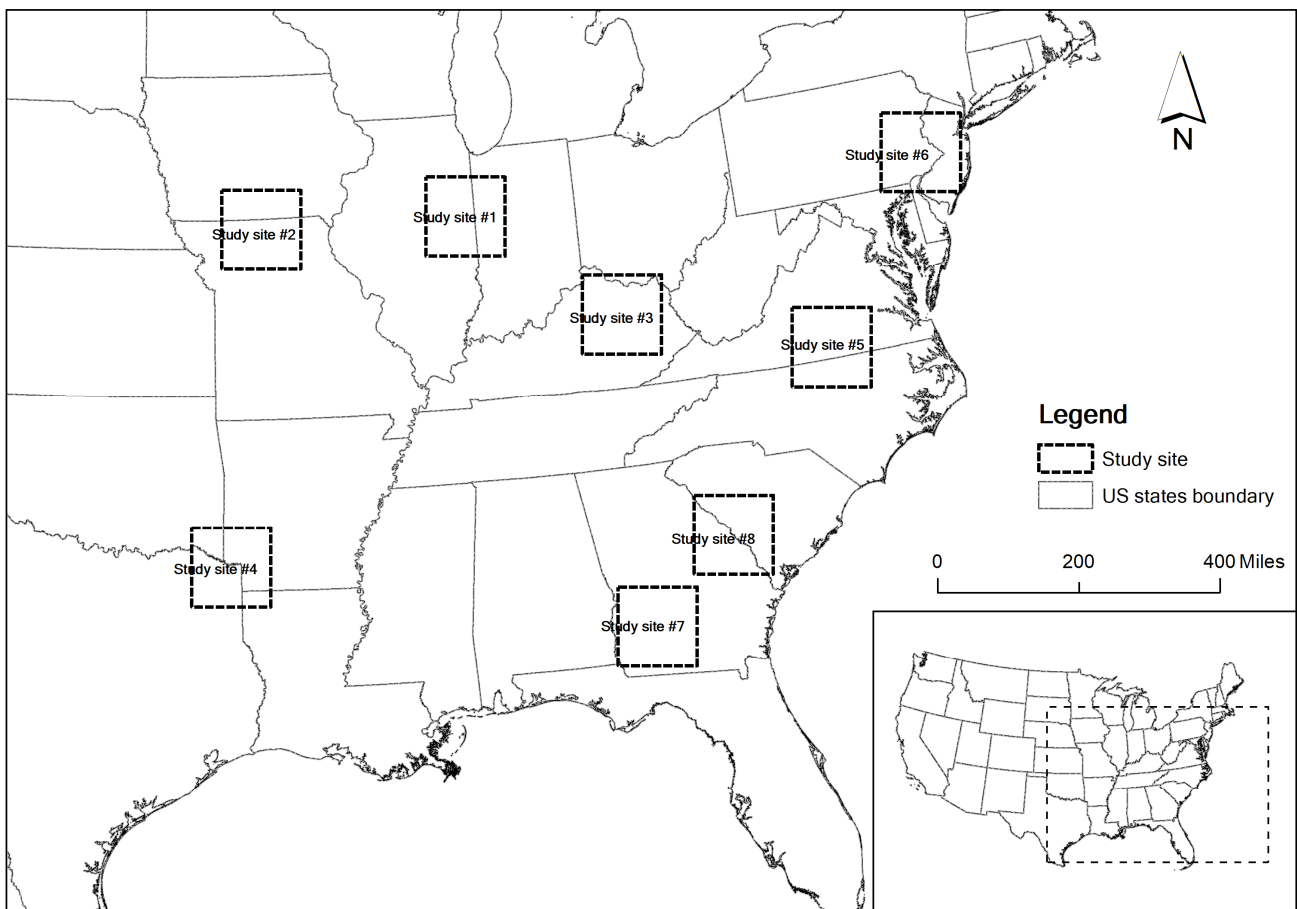 N
Study site #6
Study site #1
Study site #2
Study site #3
Study site #5
Legend
Study site
US states boundary
Study site #8
Study site #4
0 200 400 Miles
Study site #7